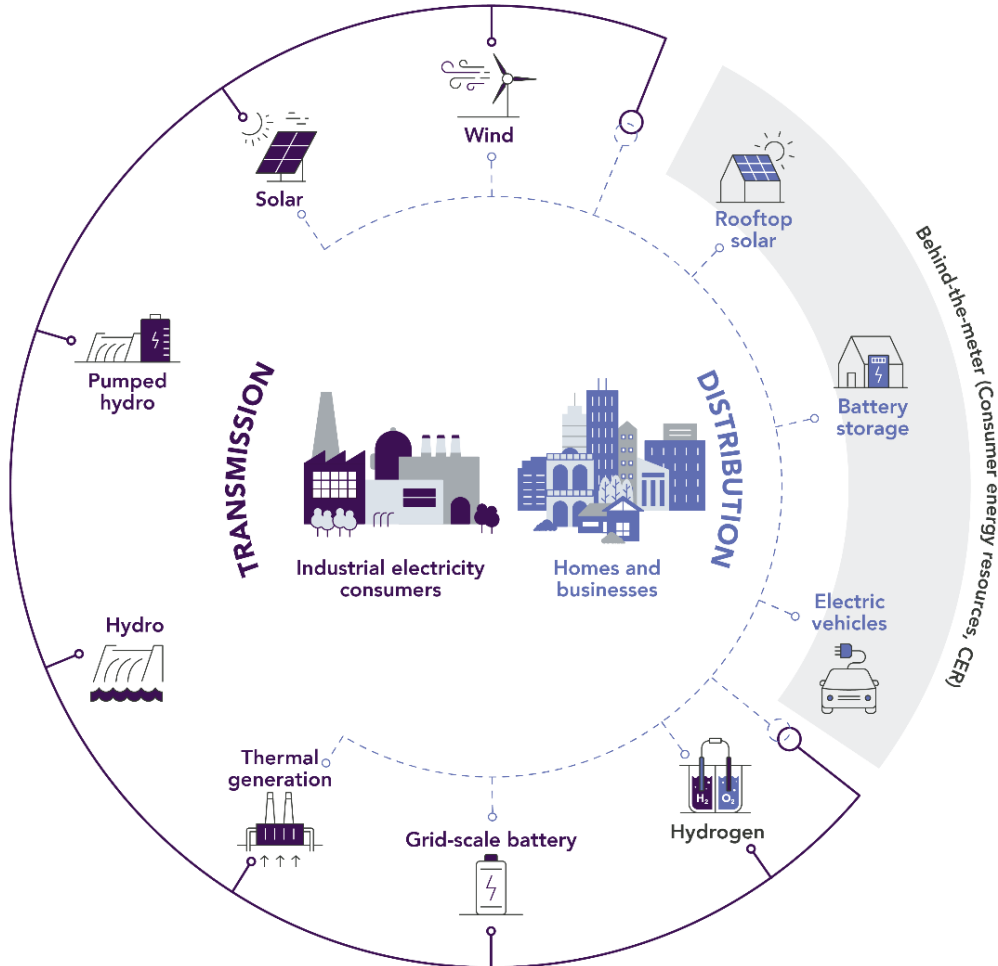 Wind
Solar
Rooftop
solar
Behind-the-meter (Consumer energy resources, CER)
Pumped
hydro
Battery
storage
TRANSMISSION
DISTRIBUTION
Industrial electricity
consumers
Homes and
businesses
Hydro
Electric
vehicles
Thermal
generation
Grid-scale battery
H2
O2
Hydrogen